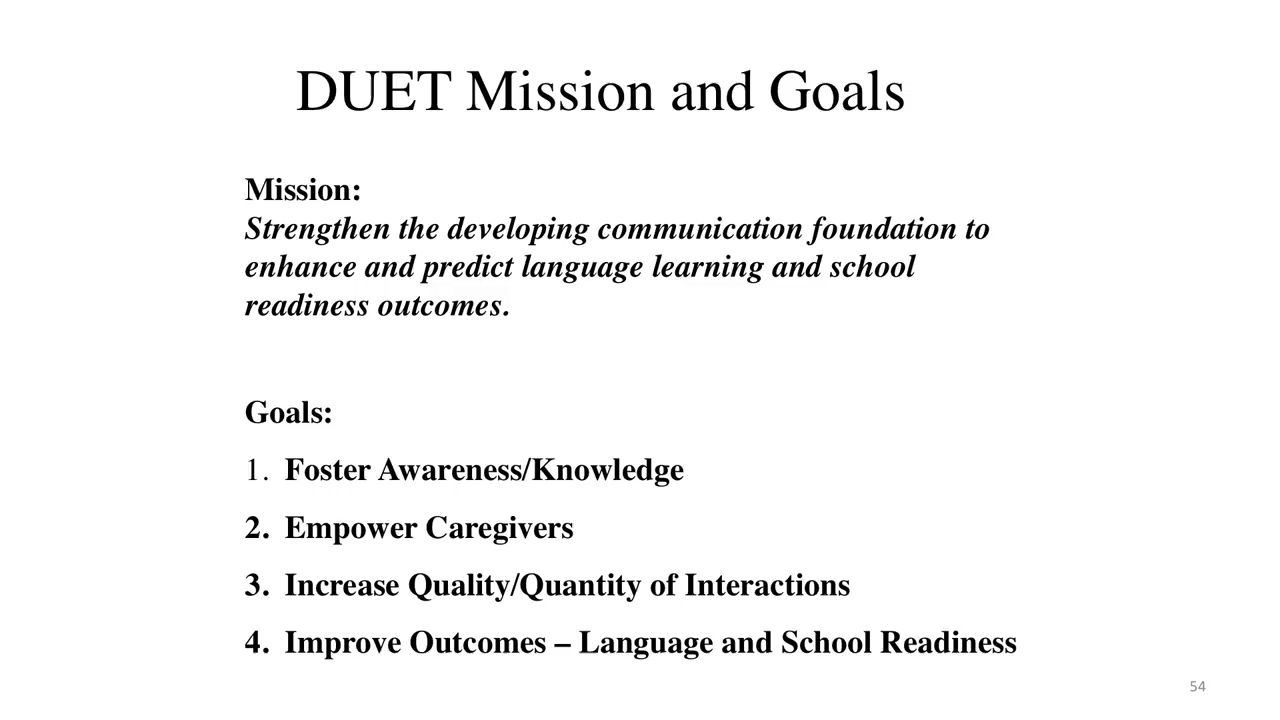 DUET Mission and Goals
Mission:
Strengthen the developing communication foundation to
enhance and predict language learning and school
readiness outcomes.
Goals:
1. Foster Awareness/Knowledge
2. Empower Caregivers
3. Increase Quality/Quantity of Interactions
4. Improve Outcomes – Language and School Readiness
54